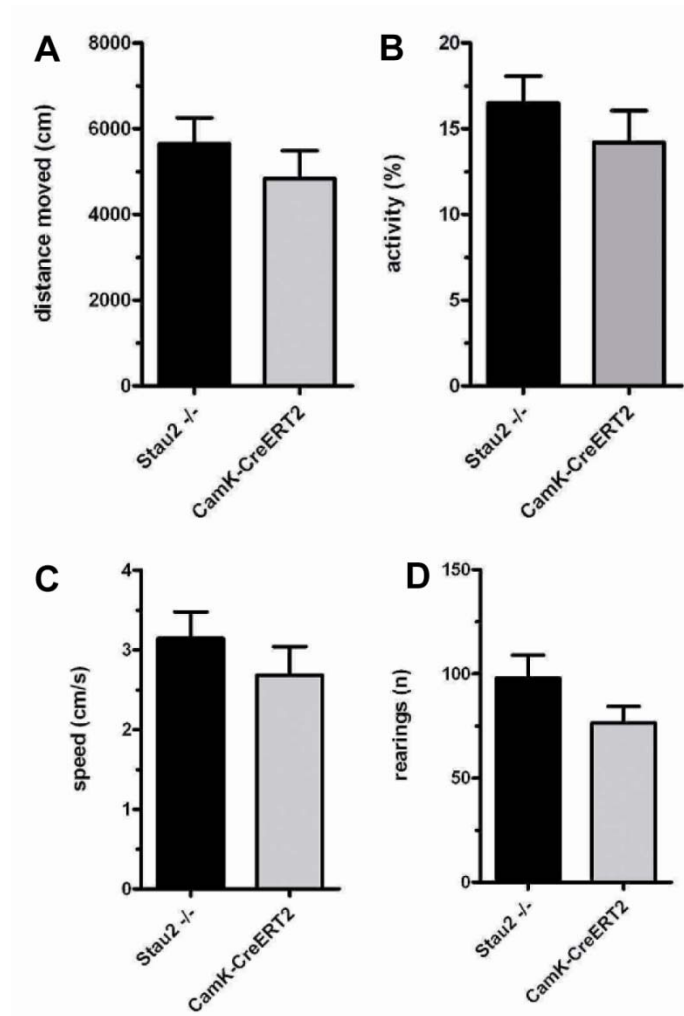 A
distance moved (cm)
8000
6000
4000
2000
0
Stau2 -/-
CamK-CreERT2
B
activity (%)
20
15
10
5
0
Stau2 -/-
CamK-CreERT2
C
speed (cm/s)
4
3
2
1
0
Stau2 -/-
CamK-CreERT2
D
rearings (n)
150
100
50
0
Stau2 -/-
CamK-CreERT2